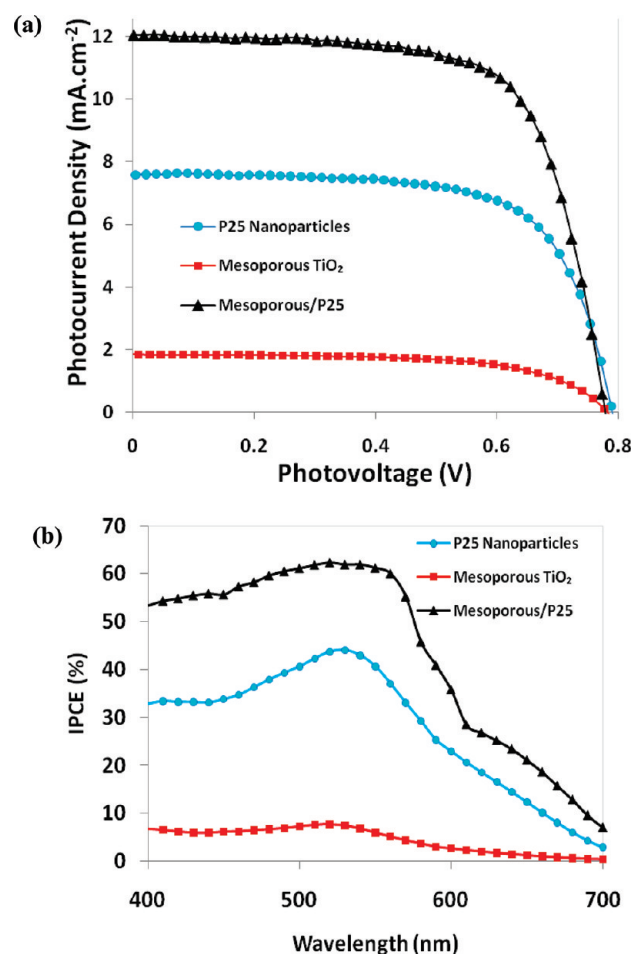 (a)
Photocurrent Density (mA.cm⁻²)
12
10
8
6
4
2
0
P25 Nanoparticles
Mesoporous TiO₂
Mesoporous/P25
0 0.2 0.4 0.6 0.8
Photovoltage (V)
(b)
IPCE (%)
70
60
50
40
30
20
10
0
P25 Nanoparticles
Mesoporous TiO₂
Mesoporous/P25
400 500 600 700
Wavelength (nm)